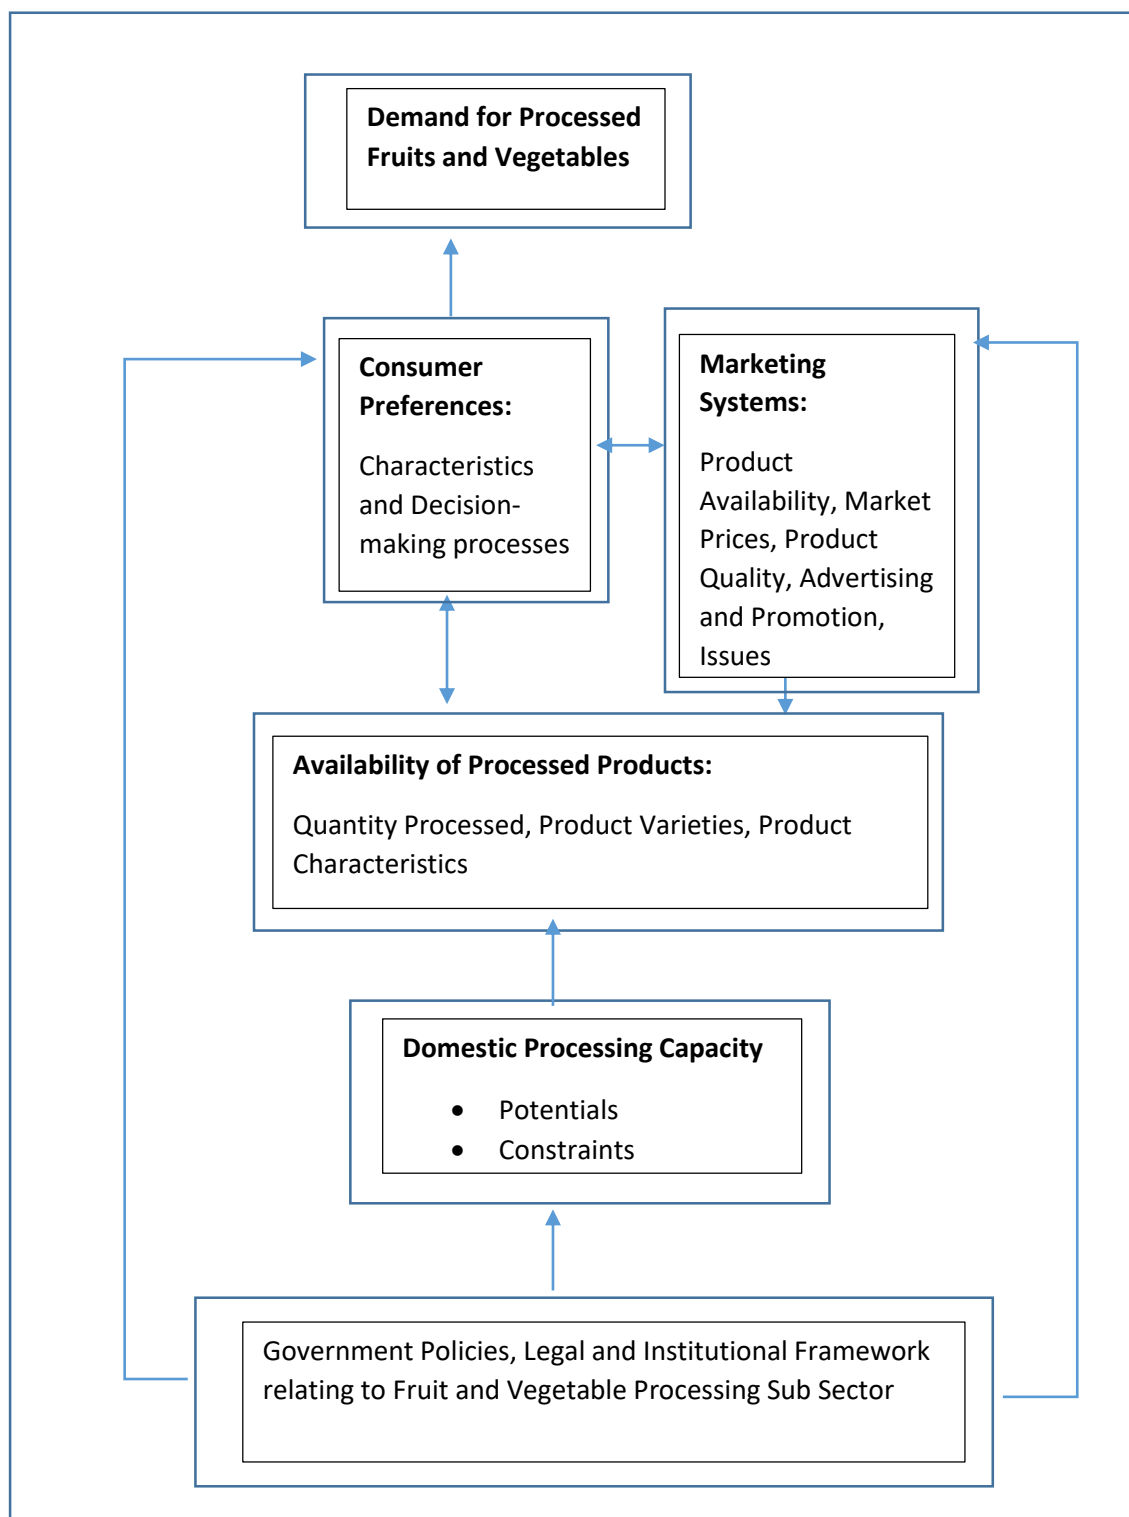 Demand for Processed
Fruits and Vegetables
Consumer
Preferences:
Characteristics
and Decision-
making processes
Marketing
Systems:
Product
Availability, Market
Prices, Product
Quality, Advertising
and Promotion,
Issues
Availability of Processed Products:
Quantity Processed, Product Varieties, Product
Characteristics
Domestic Processing Capacity
• Potentials
• Constraints
Government Policies, Legal and Institutional Framework
relating to Fruit and Vegetable Processing Sub Sector